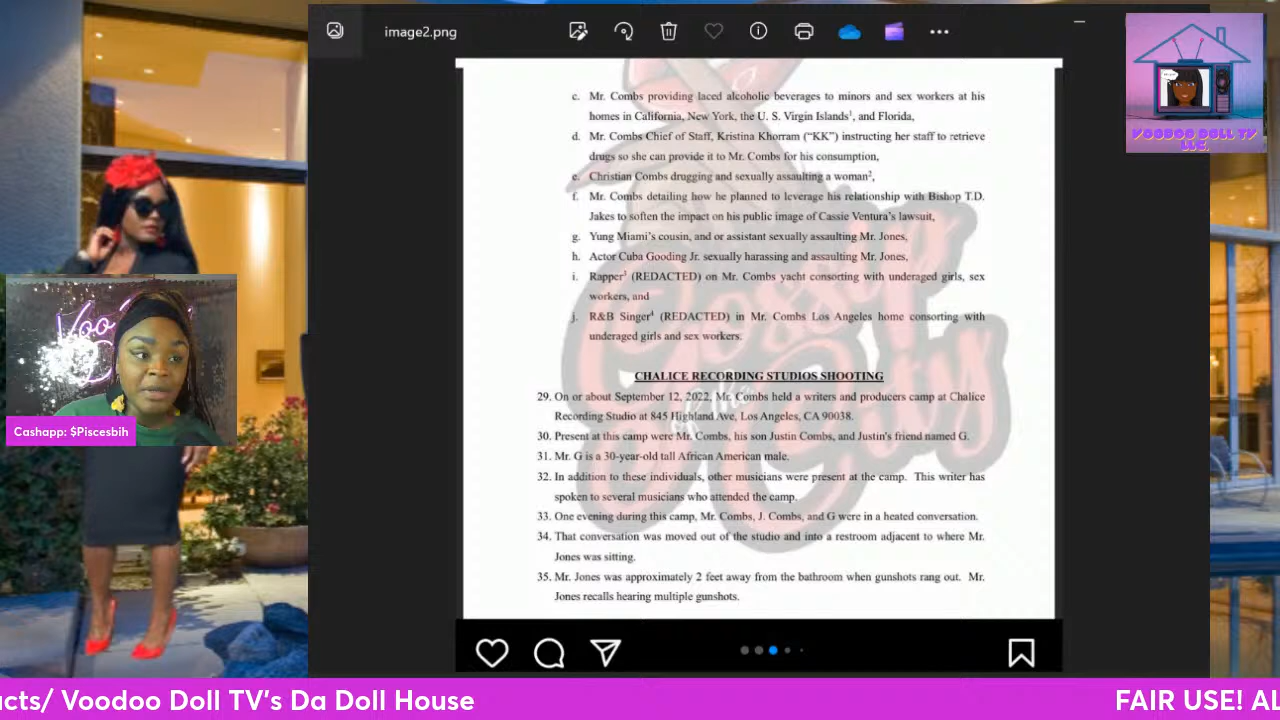 image2.png
c. Mr. Combs providing laced alcoholic beverages to minors and sex workers at his
homes in California, New York, the U. S. Virgin Islands¹, and Florida,
d. Mr. Combs Chief of Staff, Kristina Khorram (“KK”) instructing her staff to retrieve
drugs so she can provide it to Mr. Combs for his consumption,
e. Christian Combs drugging and sexually assaulting a woman²,
f. Mr. Combs detailing how he planned to leverage his relationship with Bishop T.D.
Jakes to soften the impact on his public image of Cassie Ventura’s lawsuit,
g. Yung Miami’s cousin, and or assistant sexually assaulting Mr. Jones,
h. Actor Cuba Gooding Jr. sexually harassing and assaulting Mr. Jones,
i. Rapper³ (REDACTED) on Mr. Combs yacht consorting with underaged girls, sex
workers, and
j. R&B Singer⁴ (REDACTED) in Mr. Combs Los Angeles home consorting with
underaged girls and sex workers.
CHALICE RECORDING STUDIOS SHOOTING
29. On or about September 12, 2022, Mr. Combs held a writers and producers camp at Chalice
Recording Studio at 845 Highland Ave, Los Angeles, CA 90038.
30. Present at this camp were Mr. Combs, his son Justin Combs, and Justin’s friend named G.
31. Mr. G is a 30-year-old tall African American male.
32. In addition to these individuals, other musicians were present at the camp. This writer has
spoken to several musicians who attended the camp.
33. One evening during this camp, Mr. Combs, J. Combs, and G were in a heated conversation.
34. That conversation was moved out of the studio and into a restroom adjacent to where Mr.
Jones was sitting.
35. Mr. Jones was approximately 2 feet away from the bathroom when gunshots rang out. Mr.
Jones recalls hearing multiple gunshots.
VOODOO DOLL TV
LLC.
Voo
Cashapp: $Piscesbih
acts/ Voodoo Doll TV's Da Doll House
FAIR USE! AL